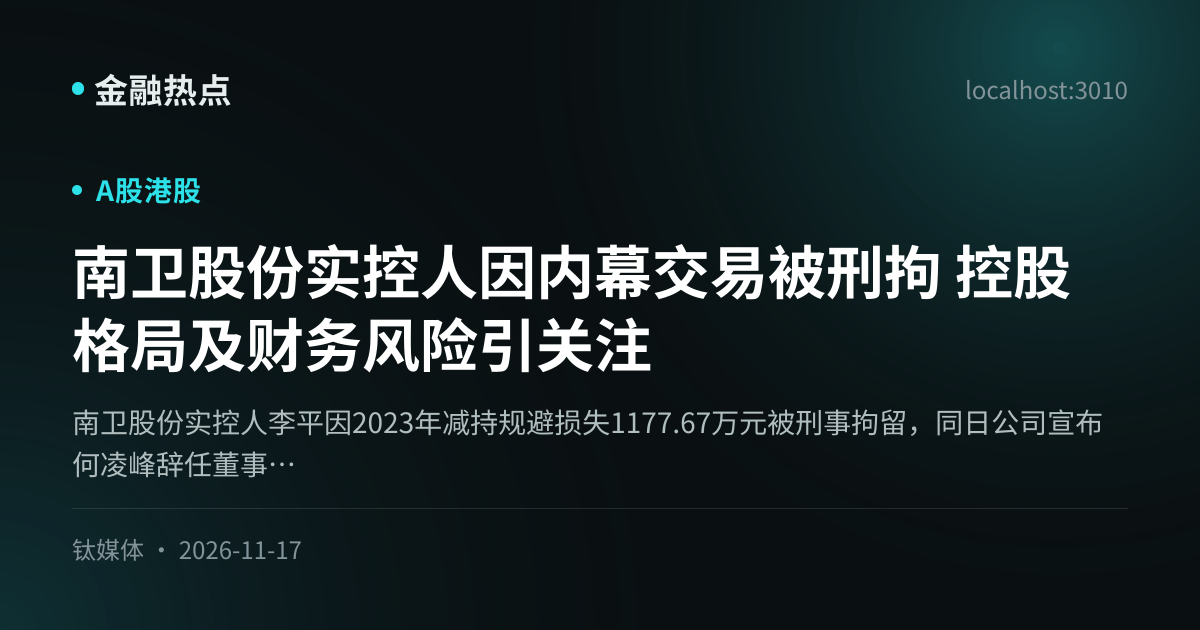 金融热点
localhost:3010
A股港股
南卫股份实控人因内幕交易被刑拘 控股
格局及财务风险引关注
南卫股份实控人李平因2023年减持规避损失1177.67万元被刑事拘留，同日公司宣布
何凌峰辞任董事…
钛媒体 · 2026-11-17